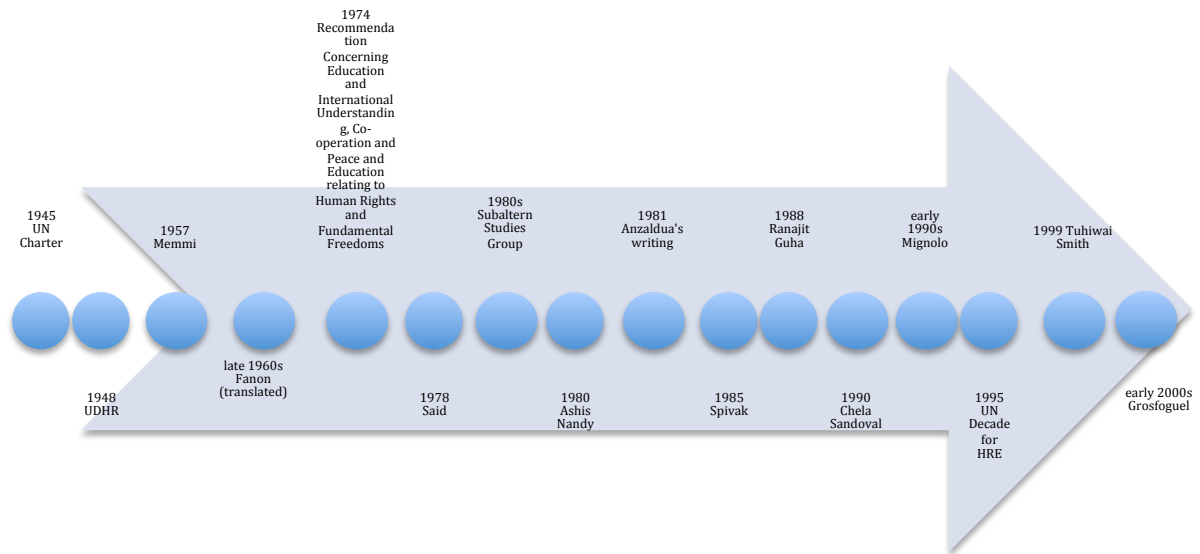 1945
UN
Charter
1948
UDHR
1957
Memmi
late 1960s
Fanon
(translated)
1974
Recommenda
tion
Concerning
Education
and
International
Understandin
g, Co-
operation and
Peace and
Education
relating to
Human Rights
and
Fundamental
Freedoms
1978
Said
1980s
Subaltern
Studies
Group
1980
Ashis
Nandy
1981
Anzaldua's
writing
1985
Spivak
1988
Ranajit
Guha
1990
Chela
Sandoval
early
1990s
Mignolo
1995
UN
Decade
for
HRE
1999 Tuhiwai
Smith
early 2000s
Grosfoguel